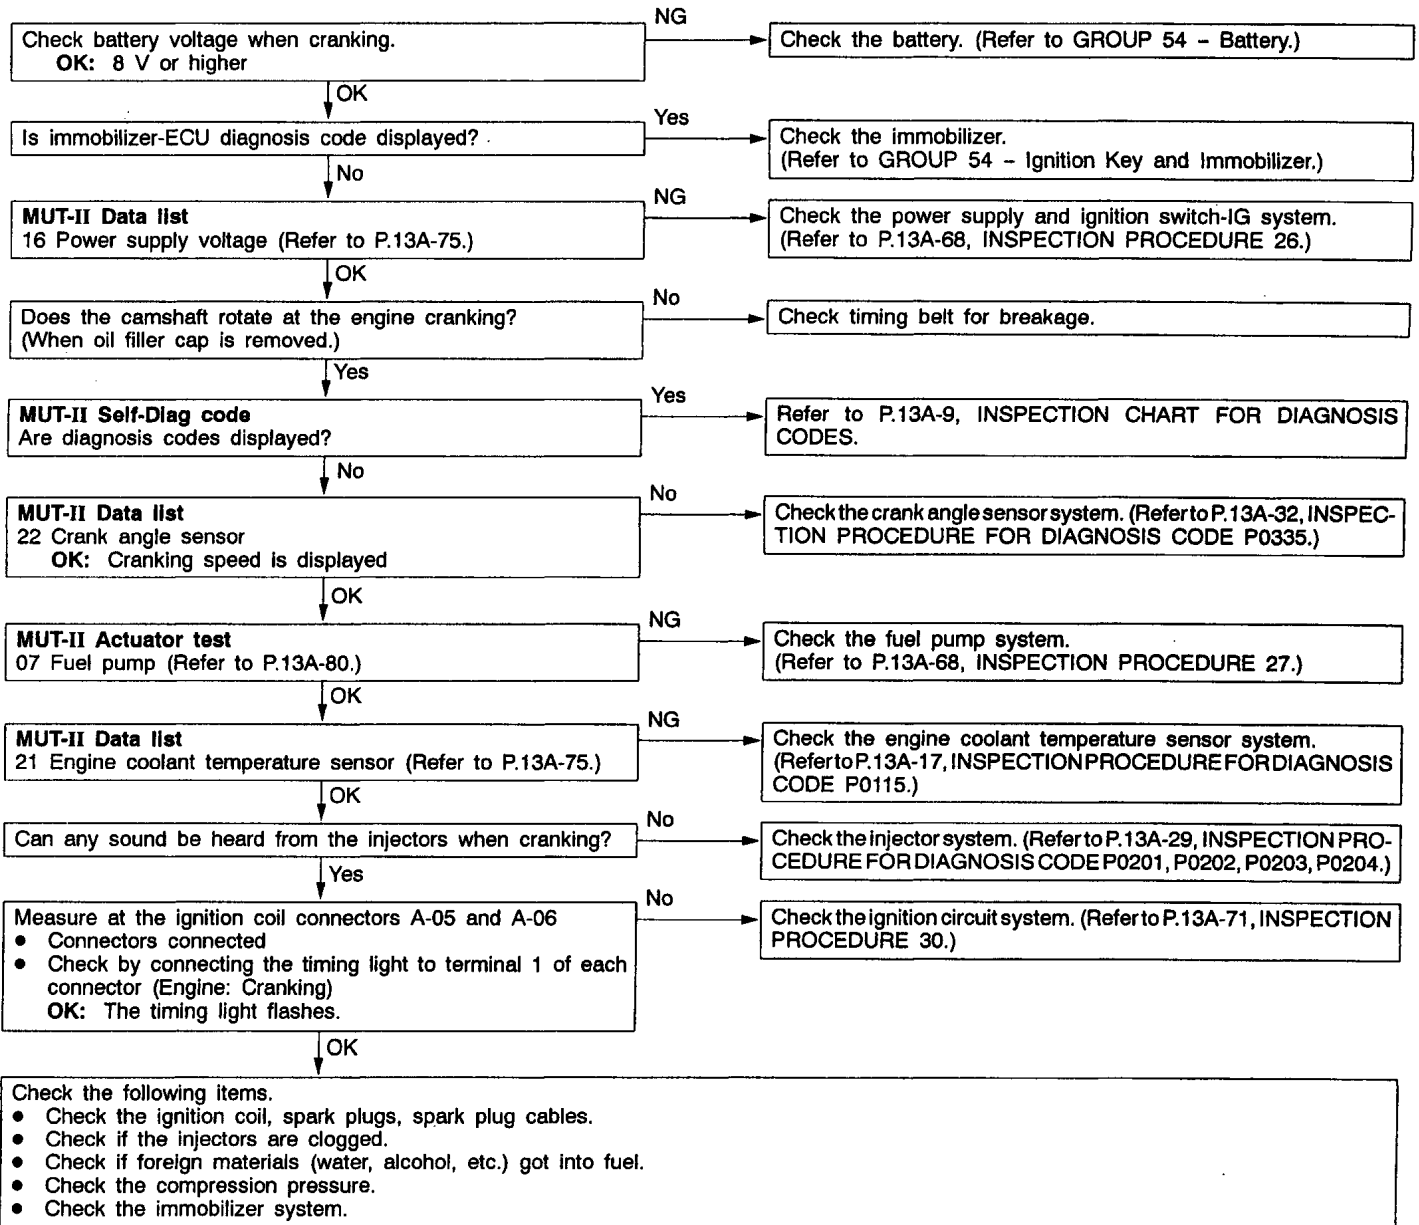 NG
Check battery voltage when cranking.
OK: 8 V or higher
Check the battery. (Refer to GROUP 54 – Battery.)
OK
Yes
Is immobilizer-ECU diagnosis code displayed?
Check the immobilizer.
(Refer to GROUP 54 – Ignition Key and Immobilizer.)
No
NG
MUT-II Data list
16 Power supply voltage (Refer to P.13A-75.)
Check the power supply and ignition switch-IG system.
(Refer to P.13A-68, INSPECTION PROCEDURE 26.)
OK
No
Does the camshaft rotate at the engine cranking?
(When oil filler cap is removed.)
Check timing belt for breakage.
Yes
Yes
MUT-II Self-Diag code
Are diagnosis codes displayed?
Refer to P.13A-9, INSPECTION CHART FOR DIAGNOSIS
CODES.
No
No
MUT-II Data list
22 Crank angle sensor
OK: Cranking speed is displayed
Check the crank angle sensor system. (Refer to P.13A-32, INSPEC-
TION PROCEDURE FOR DIAGNOSIS CODE P0335.)
OK
NG
MUT-II Actuator test
07 Fuel pump (Refer to P.13A-80.)
Check the fuel pump system.
(Refer to P.13A-68, INSPECTION PROCEDURE 27.)
OK
NG
MUT-II Data list
21 Engine coolant temperature sensor (Refer to P.13A-75.)
Check the engine coolant temperature sensor system.
(Refer to P.13A-17, INSPECTION PROCEDURE FOR DIAGNOSIS
CODE P0115.)
OK
No
Can any sound be heard from the injectors when cranking?
Check the injector system. (Refer to P.13A-29, INSPECTION PRO-
CEDURE FOR DIAGNOSIS CODE P0201, P0202, P0203, P0204.)
Yes
No
Measure at the ignition coil connectors A-05 and A-06
● Connectors connected
● Check by connecting the timing light to terminal 1 of each
connector (Engine: Cranking)
OK: The timing light flashes.
Check the ignition circuit system. (Refer to P.13A-71, INSPECTION
PROCEDURE 30.)
OK
Check the following items.
● Check the ignition coil, spark plugs, spark plug cables.
● Check if the injectors are clogged.
● Check if foreign materials (water, alcohol, etc.) got into fuel.
● Check the compression pressure.
● Check the immobilizer system.